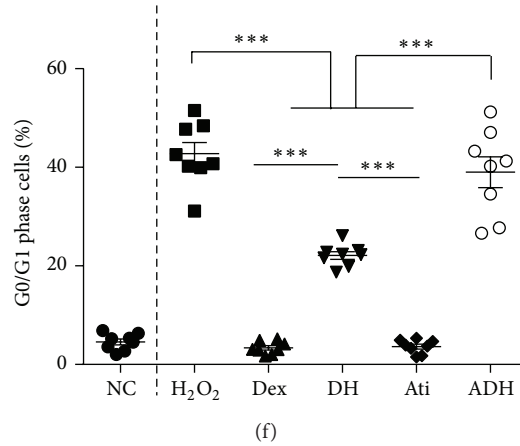 *** ***
60
*** ***
40
20
0
G0/G1 phase cells (%)
NC H₂O₂ Dex DH Ati ADH
(f)